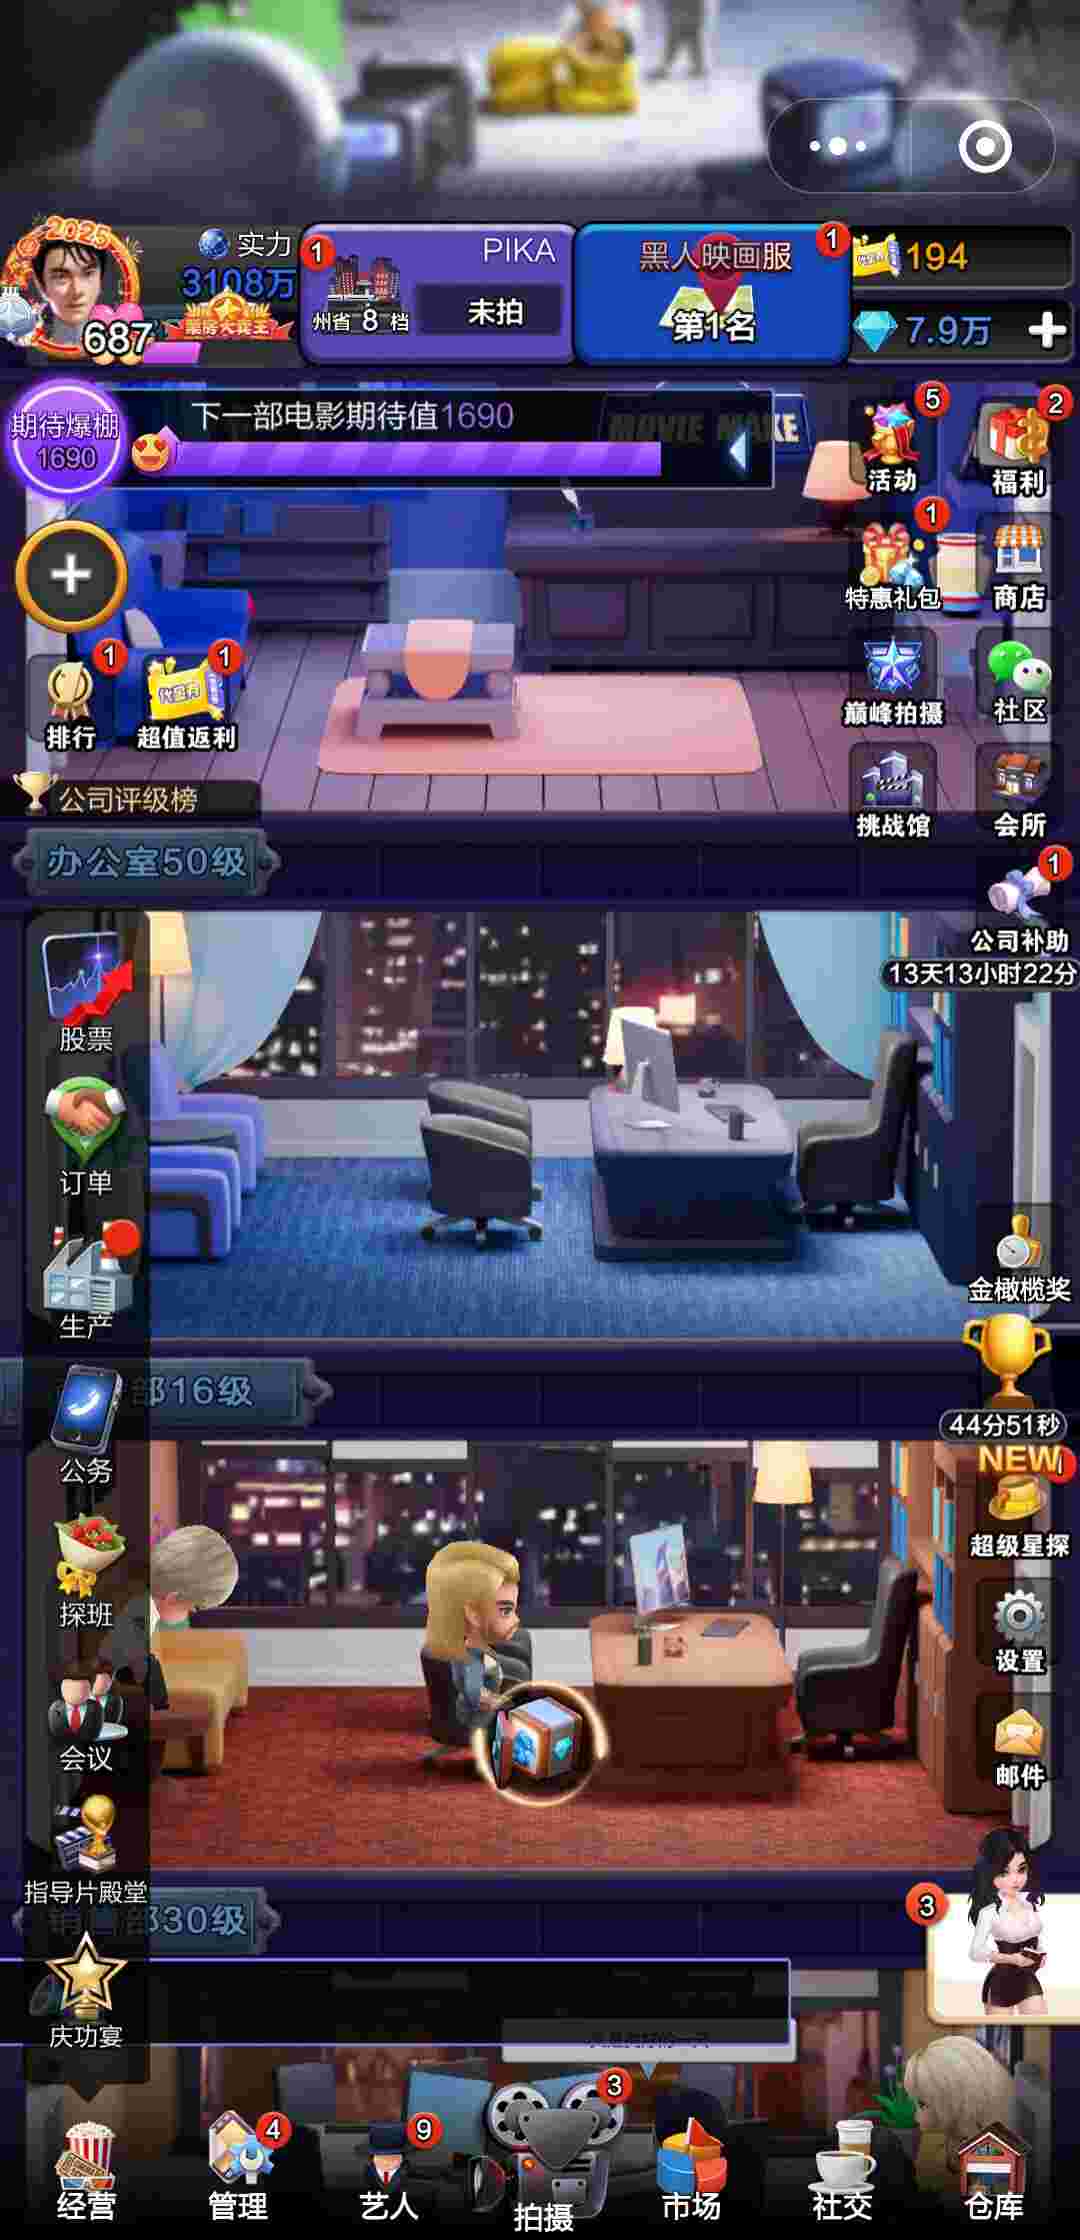 2025
实力
3108万
687
票房大赛王
1
PIKA
州省 8 档
未拍
黑人映画服
1
第1名
代金券
194
7.9万
期待爆棚
1690
下一部电影期待值1690
MOVIE MAKE
5
活动
2
福利
1
特惠礼包
商店
1
排行
1
超值返利
巅峰拍摄
社区
公司评级榜
挑战馆
会所
办公室50级
1
公司补助
13天13小时22分
股票
订单
生产
金橄榄奖
部16级
44分51秒
NEW
公务
超级星探
探班
设置
会议
邮件
指导片殿堂
销售部30级
3
庆功宴
经营
4
管理
9
艺人
3
拍摄
市场
社交
仓库